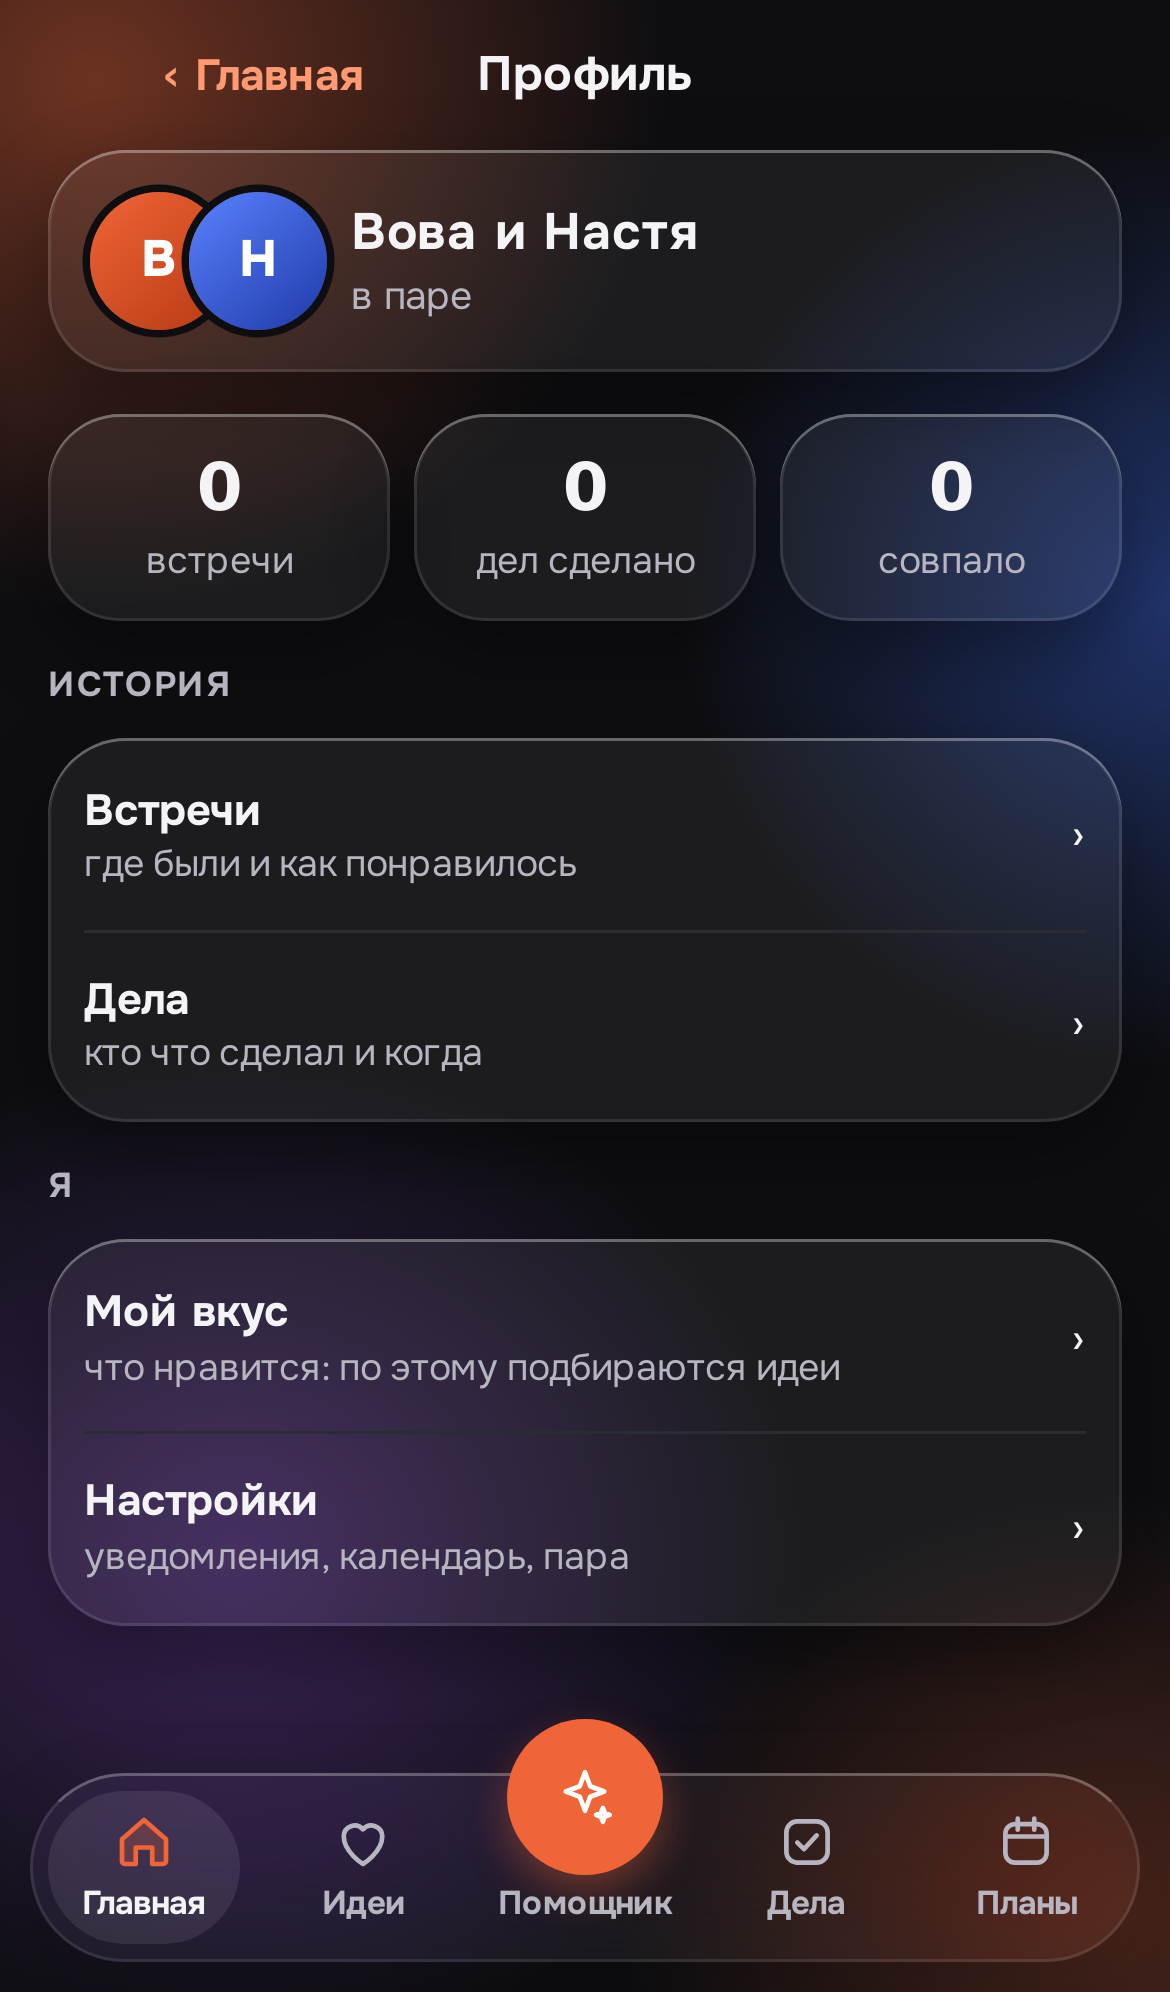 ‹ Главная
Профиль
В
Н
Вова и Настя
в паре
0
встречи
0
дел сделано
0
совпало
ИСТОРИЯ
Встречи
где были и как понравилось
›
Дела
кто что сделал и когда
›
Я
Мой вкус
что нравится: по этому подбираются идеи
›
Настройки
уведомления, календарь, пара
›
Главная
Идеи
Помощник
Дела
Планы